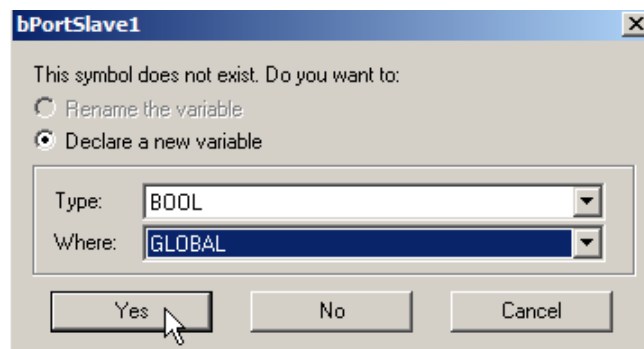 bPortSlave1
This symbol does not exist. Do you want to:
Rename the variable
Declare a new variable
Type: BOOL
Where: GLOBAL
Yes No Cancel